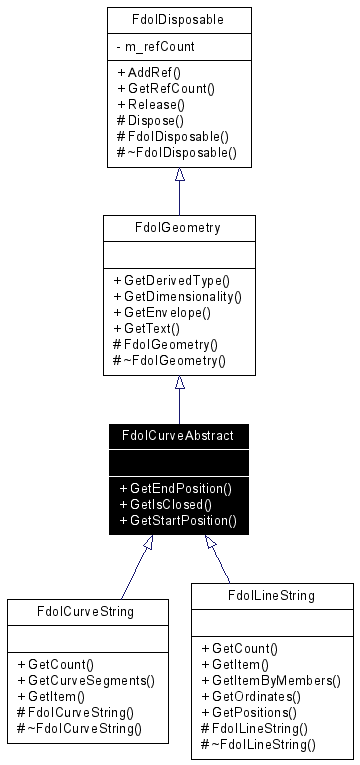 FdoIDisposable
- m_refCount
+ AddRef()
+ GetRefCount()
+ Release()
# Dispose()
# FdoIDisposable()
# ~FdoIDisposable()
FdoIGeometry
+ GetDerivedType()
+ GetDimensionality()
+ GetEnvelope()
+ GetText()
# FdoIGeometry()
# ~FdoIGeometry()
FdoICurveAbstract
+ GetEndPosition()
+ GetIsClosed()
+ GetStartPosition()
FdoICurveString
+ GetCount()
+ GetCurveSegments()
+ GetItem()
# FdoICurveString()
# ~FdoICurveString()
FdoILineString
+ GetCount()
+ GetItem()
+ GetItemByMembers()
+ GetOrdinates()
+ GetPositions()
# FdoILineString()
# ~FdoILineString()